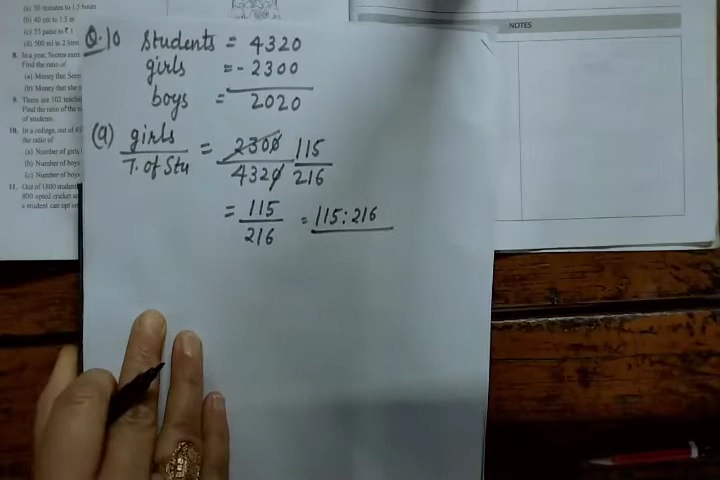 (a) 30 minutes to 1.5 hours
(b) 40 cm to 1.5 m
(c) 55 paise to ₹ 1
(d) 500 ml to 2 litres
8. In a year, Seema earns
Find the ratio of
(a) Money that Seem
(b) Money that she s
9. There are 102 teache
Find the ratio of the n
of students.
10. In a college, out of 43
the ratio of
(a) Number of girls
(b) Number of boys
(c) Number of boys
11. Out of 1800 student
800 opted cricket an
a student can opt on
NOTES
Q.10 Students = 4320
girls = - 2300
boys = 2020
(a) girls / T. of Stu = 2300 / 4320 115 / 216
= 115 / 216 = 115:216